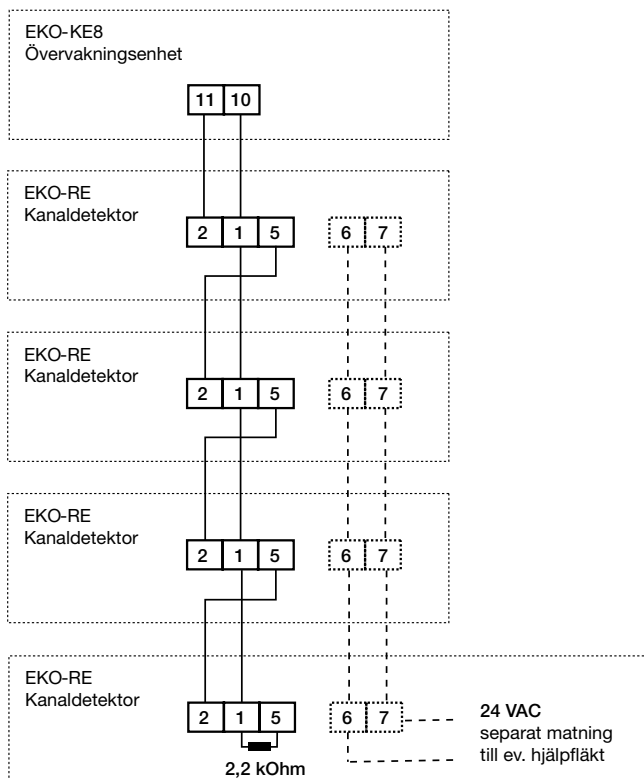 EKO-KE8
Övervakningsenhet
11 10
EKO-RE
Kanaldetektor
2 1 5 6 7
EKO-RE
Kanaldetektor
2 1 5 6 7
EKO-RE
Kanaldetektor
2 1 5 6 7
EKO-RE
Kanaldetektor
2 1 5 6 7
2,2 kOhm
24 VAC
separat matning
till ev. hjälpfläkt